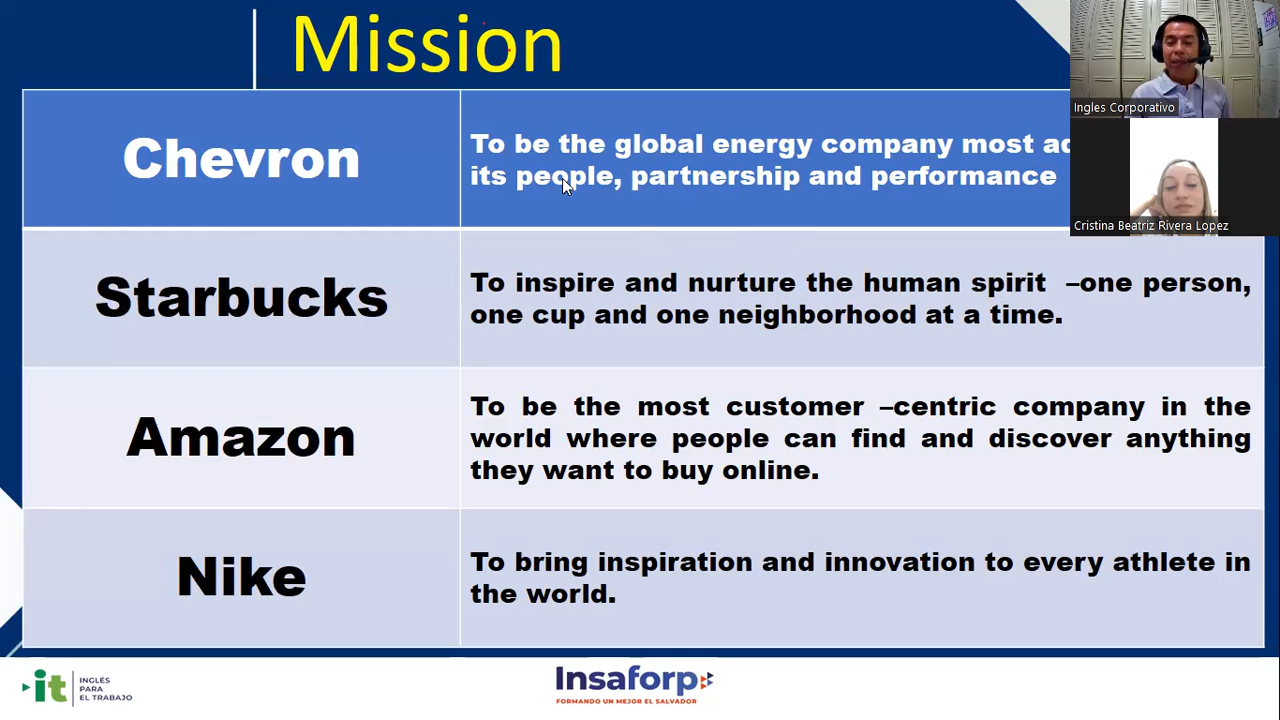 Mission
Chevron
To be the global energy company most
its people, partnership and performance
Starbucks
To inspire and nurture the human spirit –one person,
one cup and one neighborhood at a time.
Amazon
To be the most customer –centric company in the
world where people can find and discover anything
they want to buy online.
Nike
To bring inspiration and innovation to every athlete in
the world.
Ingles Corporativo
Cristina Beatriz Rivera Lopez
it
INGLÉS
PARA
EL TRABAJO
Insaforp
FORMANDO UN MEJOR EL SALVADOR